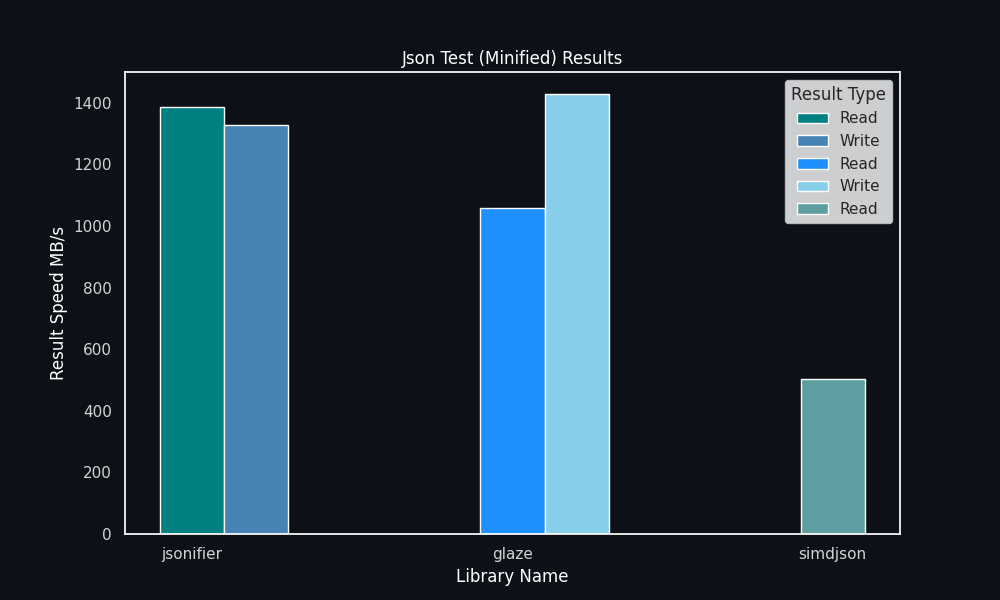 Json Test (Minified) Results
Result Type
Read
Write
Read
Write
Read
Result Speed MB/s
1400
1200
1000
800
600
400
200
0
jsonifier glaze simdjson
Library Name